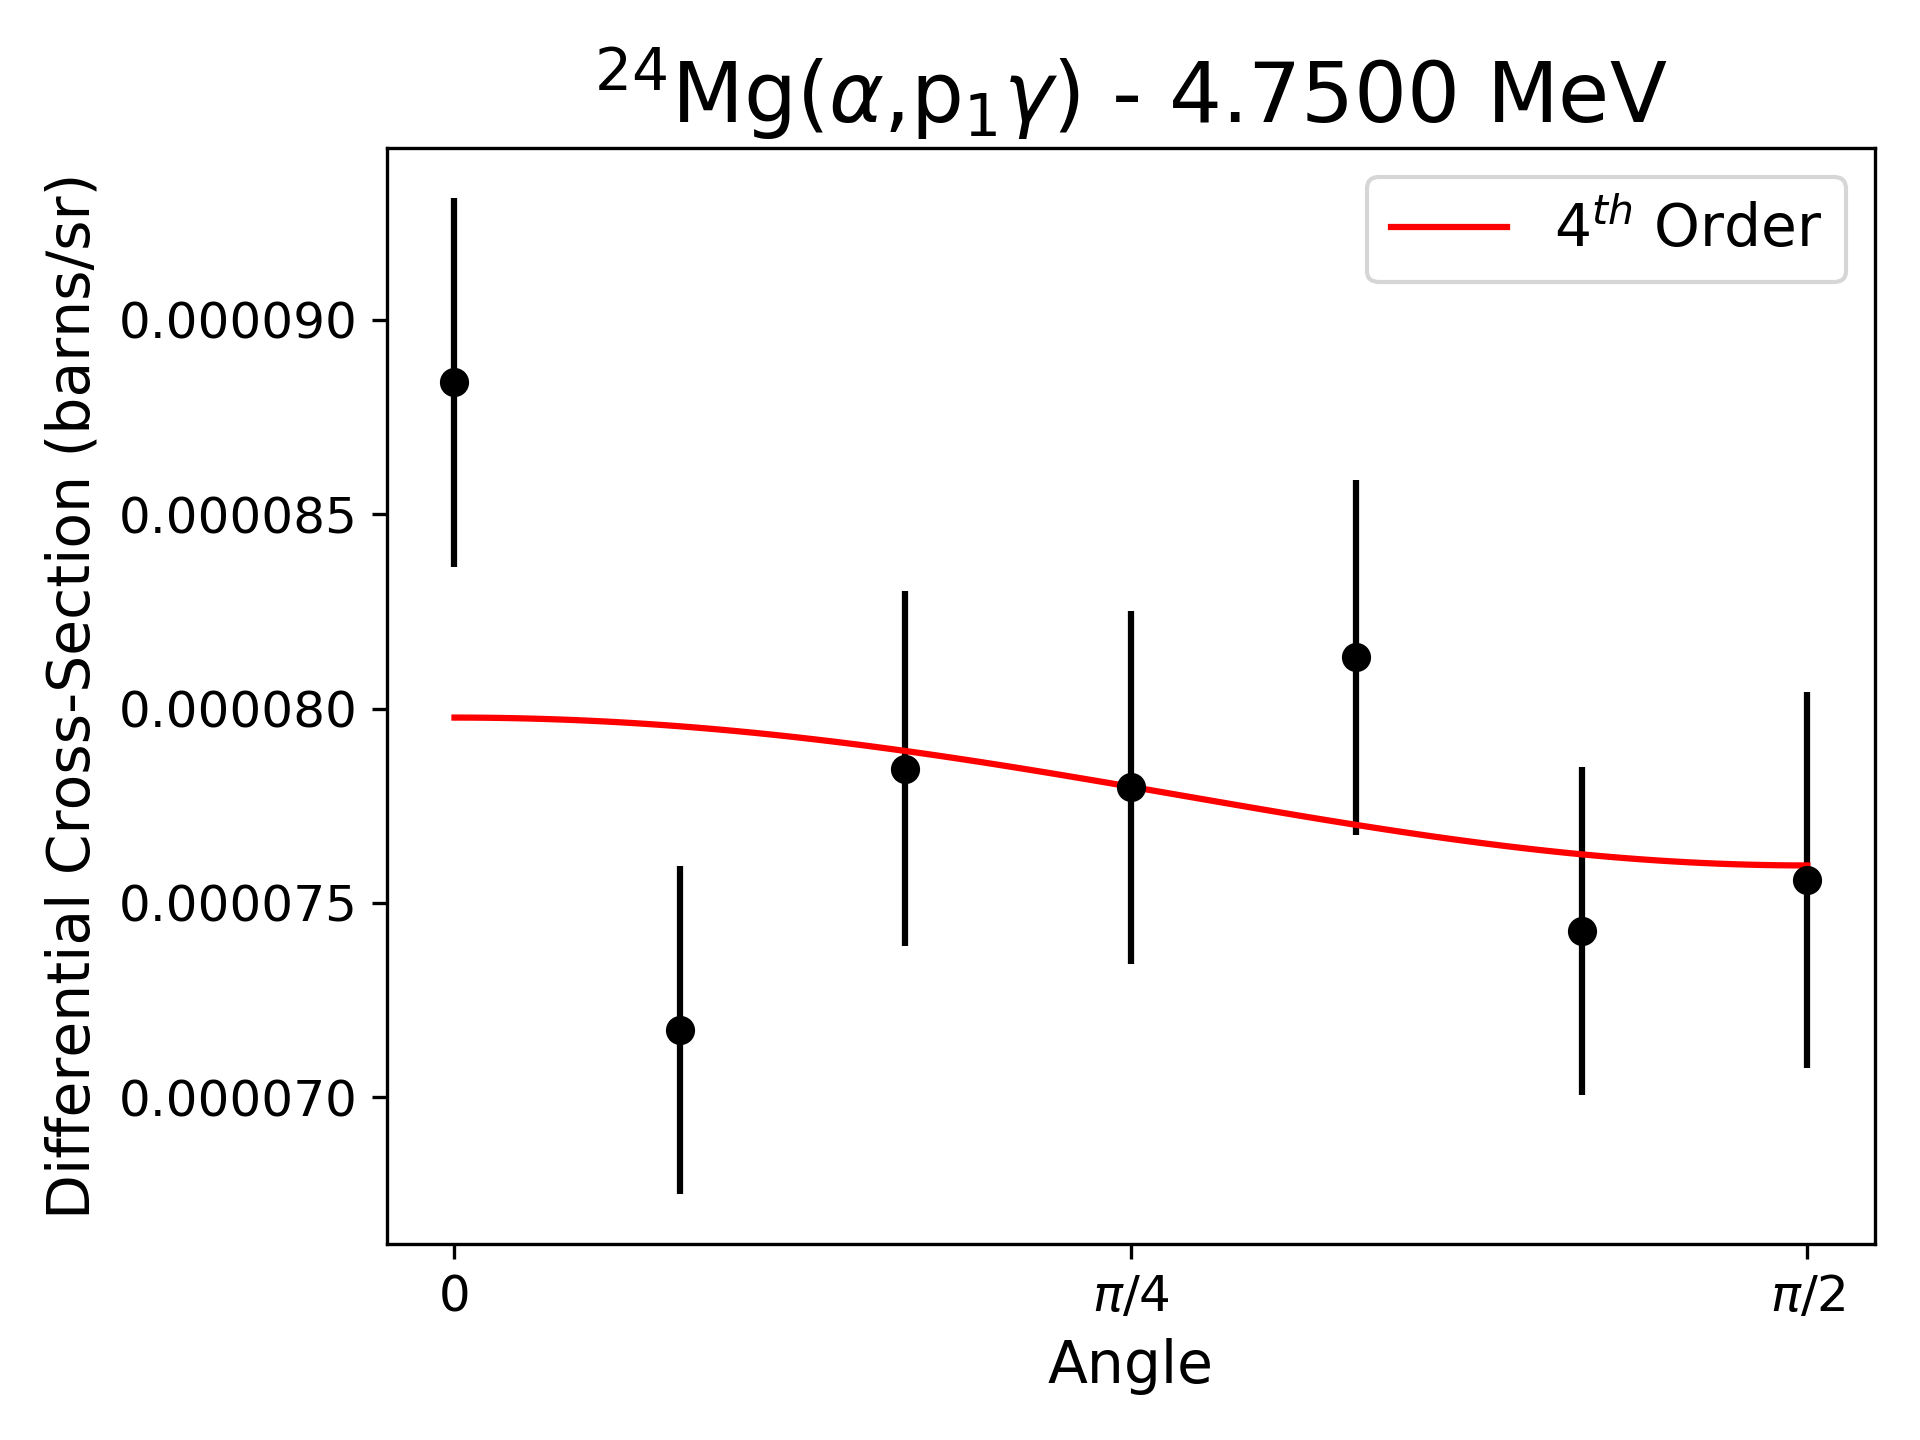 ²⁴Mg(α,p₁γ) - 4.7500 MeV
4ᵗʰ Order
Differential Cross-Section (barns/sr)
0.000090
0.000085
0.000080
0.000075
0.000070
0 π/4 π/2
Angle